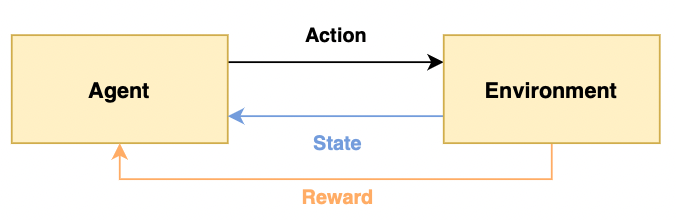 Action
Agent
Environment
State
Reward